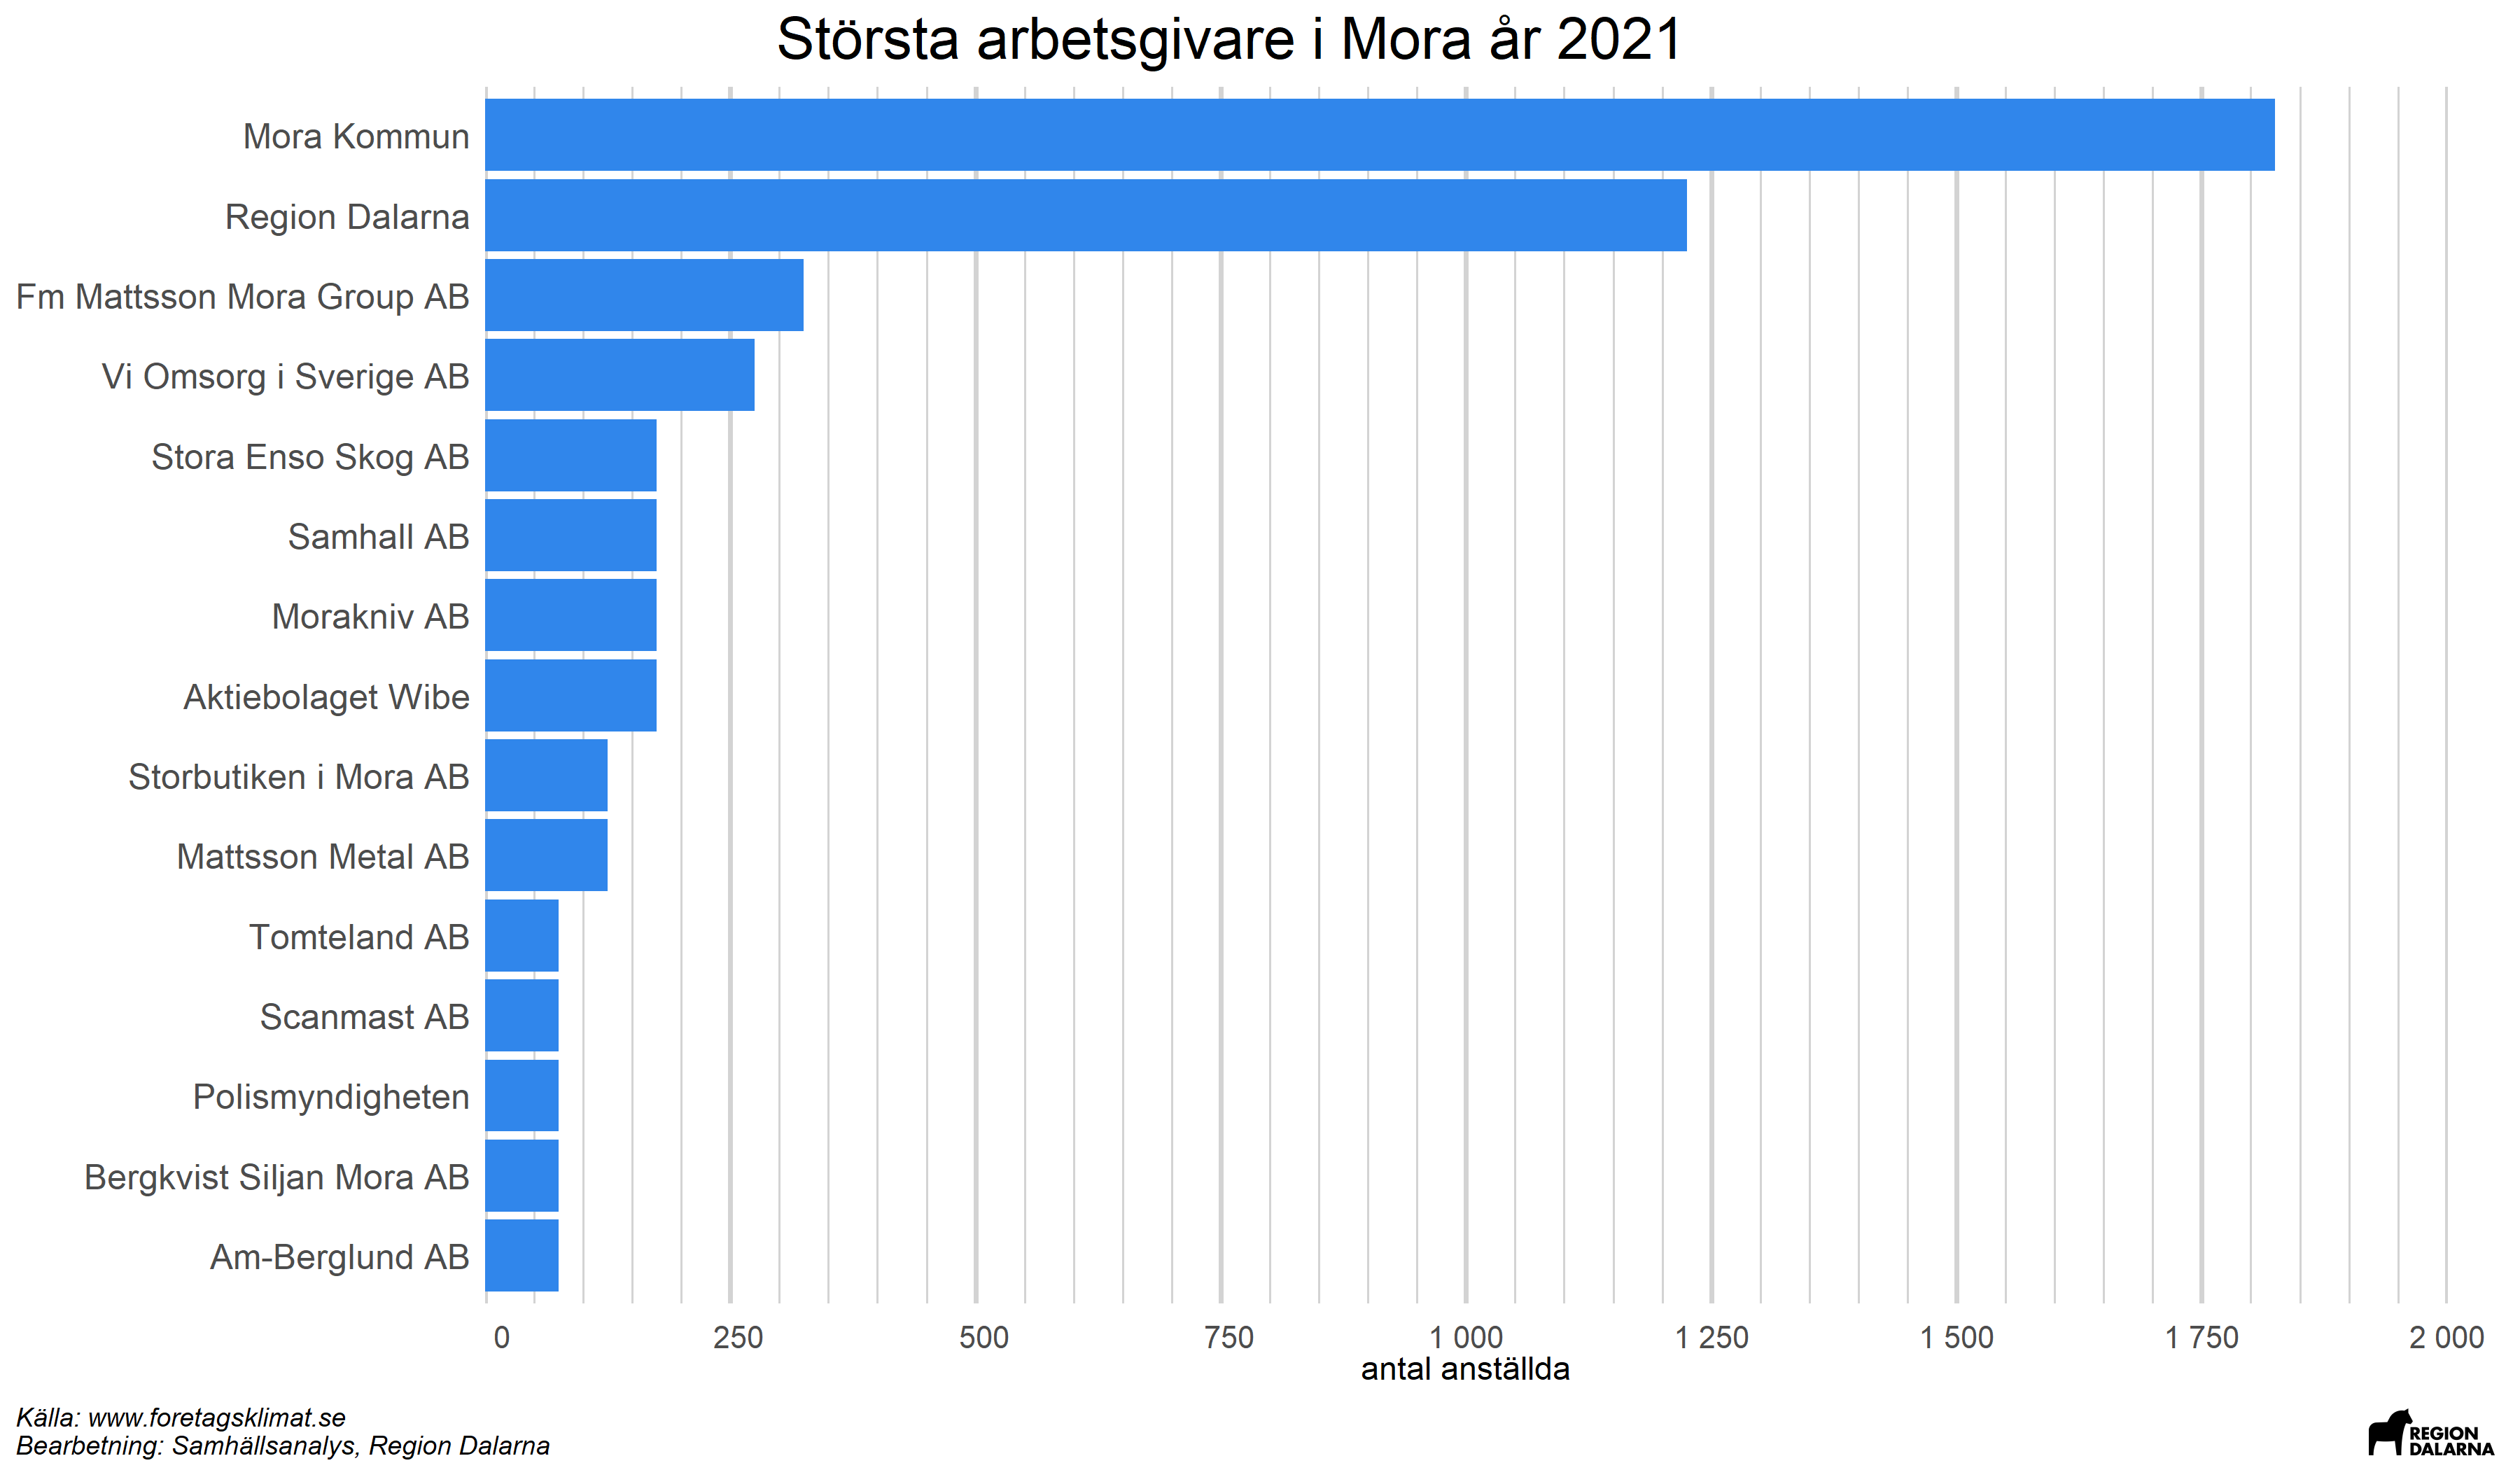 Största arbetsgivare i Mora år 2021
Mora Kommun
Region Dalarna
Fm Mattsson Mora Group AB
Vi Omsorg i Sverige AB
Stora Enso Skog AB
Samhall AB
Morakniv AB
Aktiebolaget Wibe
Storbutiken i Mora AB
Mattsson Metal AB
Tomteland AB
Scanmast AB
Polismyndigheten
Bergkvist Siljan Mora AB
Am-Berglund AB
0 250 500 750 1 000 1 250 1 500 1 750 2 000
antal anställda
Källa: www.foretagsklimat.se
Bearbetning: Samhällsanalys, Region Dalarna
REGION
DALARNA